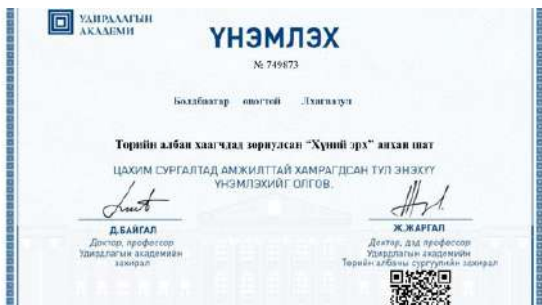 УДИРДЛАГЫН
АКАДЕМИ
ҮНЭМЛЭХ
№ 749873
Болдбаатар овогтой Лхагвазул
Төрийн албан хаагчдад зориулсан “Хүний эрх” анхан шат
ЦАХИМ СУРГАЛТАД АМЖИЛТТАЙ ХАМРАГДСАН ТУЛ ЭНЭХҮҮ
ҮНЭМЛЭХИЙГ ОЛГОВ.
Д.БАЙГАЛ
Доктор, профессор
Удирдлагын академийн
захирал
Ж.ЖАРГАЛ
Доктор, дэд профессор
Удирдлагын академийн
Төрийн албаны сургуулийн захирал